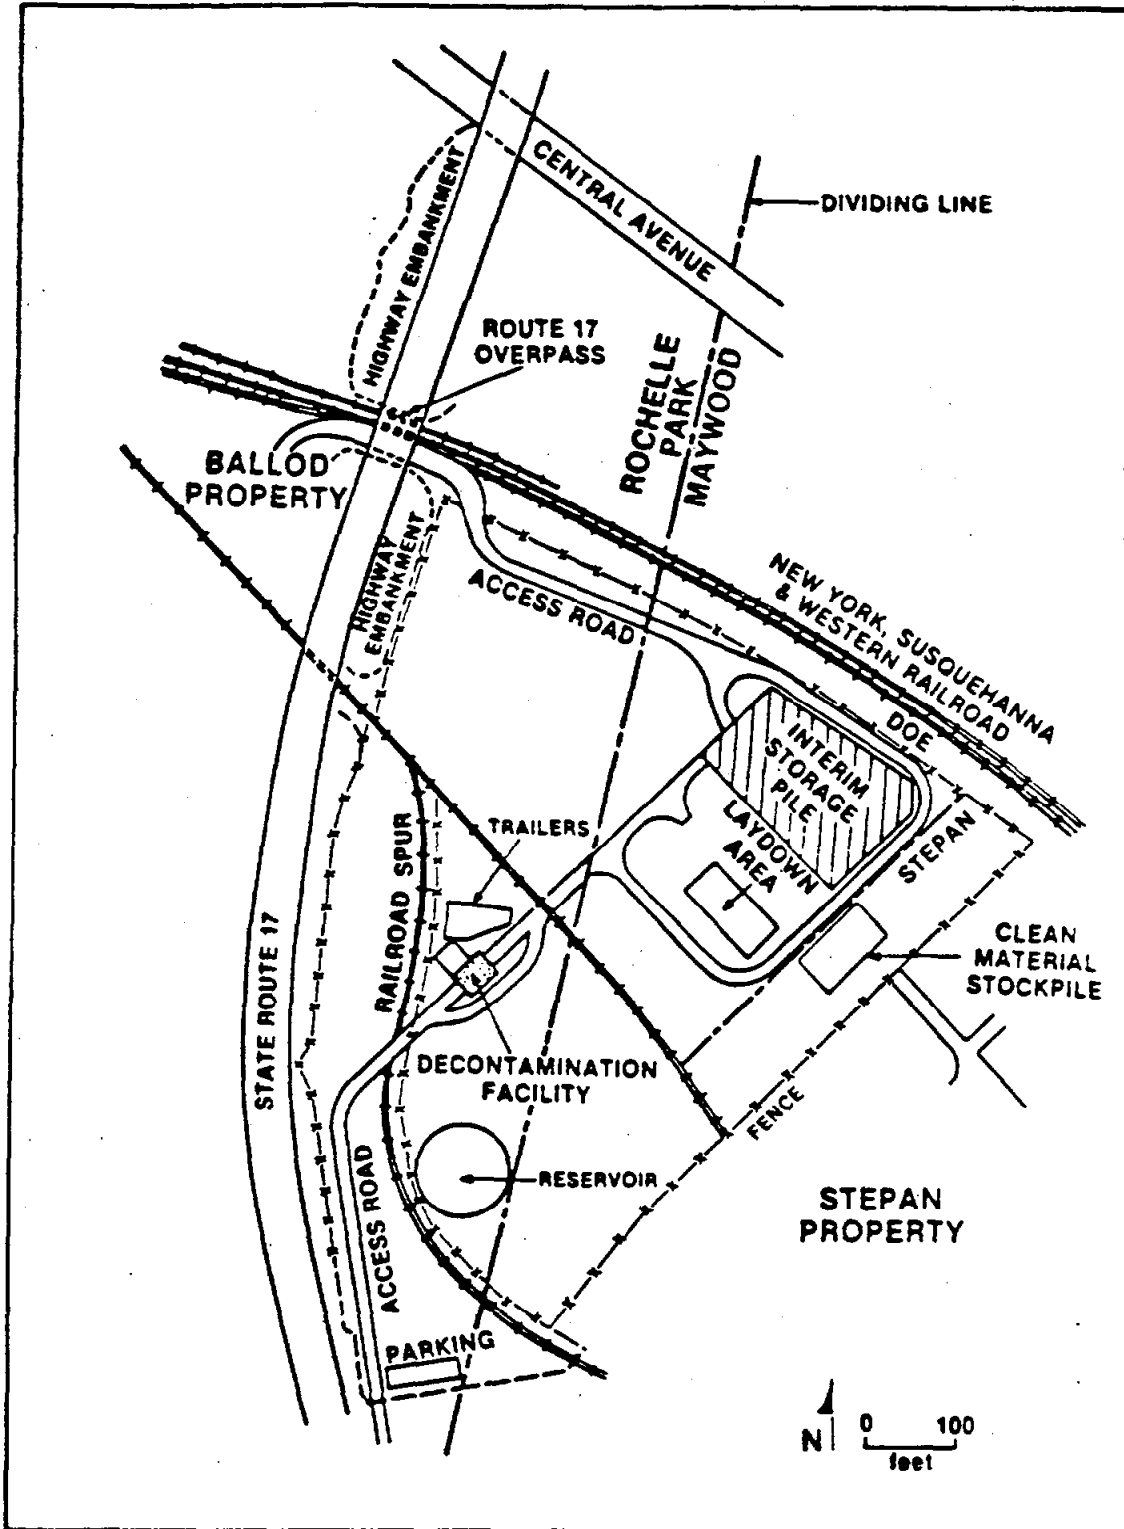 CENTRAL AVENUE
DIVIDING LINE
HIGHWAY EMBANKMENT
ROUTE 17
OVERPASS
ROCHELLE
PARK
MAYWOOD
BALLOD
PROPERTY
HIGHWAY
EMBANKMENT
ACCESS ROAD
NEW YORK, SUSQUEHANNA
& WESTERN RAILROAD
DOE
INTERIM
STORAGE
PILE
STEPAN
LAYDOWN
AREA
TRAILERS
RAILROAD SPUR
STATE ROUTE 17
CLEAN
MATERIAL
STOCKPILE
DECONTAMINATION
FACILITY
FENCE
RESERVOIR
ACCESS ROAD
STEPAN
PROPERTY
PARKING
N
0 100
feet